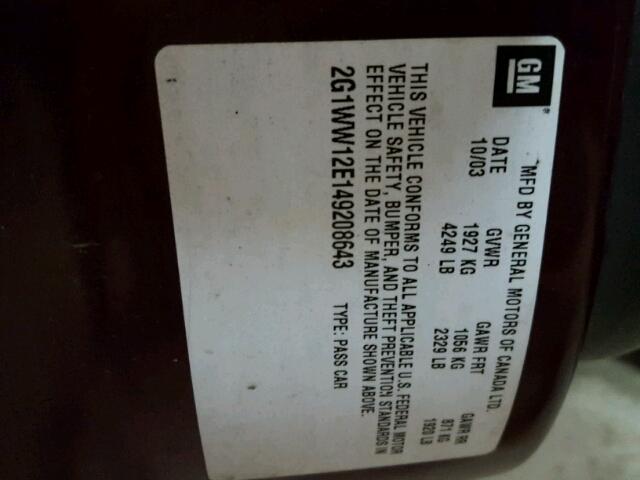 GM
MFD BY GENERAL MOTORS OF CANADA LTD.
DATE GVWR GAWR FRT GAWR RR
10/03 1927 KG 1056 KG 871 KG
4249 LB 2329 LB 1920 LB
THIS VEHICLE CONFORMS TO ALL APPLICABLE U.S. FEDERAL MOTOR
VEHICLE SAFETY, BUMPER, AND THEFT PREVENTION STANDARDS IN
EFFECT ON THE DATE OF MANUFACTURE SHOWN ABOVE.
2G1WW12E149208643 TYPE: PASS CAR